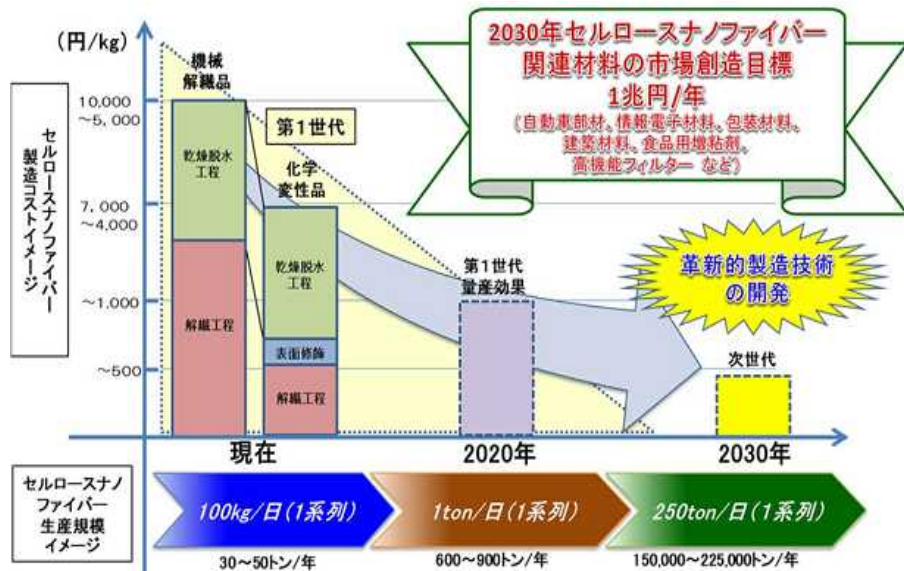 (円/kg)
セルロースナノファイバー
製造コストイメージ
10,000
～5,000
7,000
～4,000
～1,000
～500
機械
解繊品
乾燥脱水
工程
解繊工程
第1世代
化学
変性品
乾燥脱水
工程
表面修飾
解繊工程
第1世代
量産効果
2030年セルロースナノファイバー
関連材料の市場創造目標
1兆円/年
(自動車部材、情報電子材料、包装材料、
建築材料、食品用増粘剤、
高機能フィルター など)
革新的製造技術
の開発
次世代
現在
2020年
2030年
セルロースナノ
ファイバー
生産規模
イメージ
100kg/日(1系列)
1ton/日(1系列)
250ton/日(1系列)
30～50トン/年
600～900トン/年
150,000～225,000トン/年